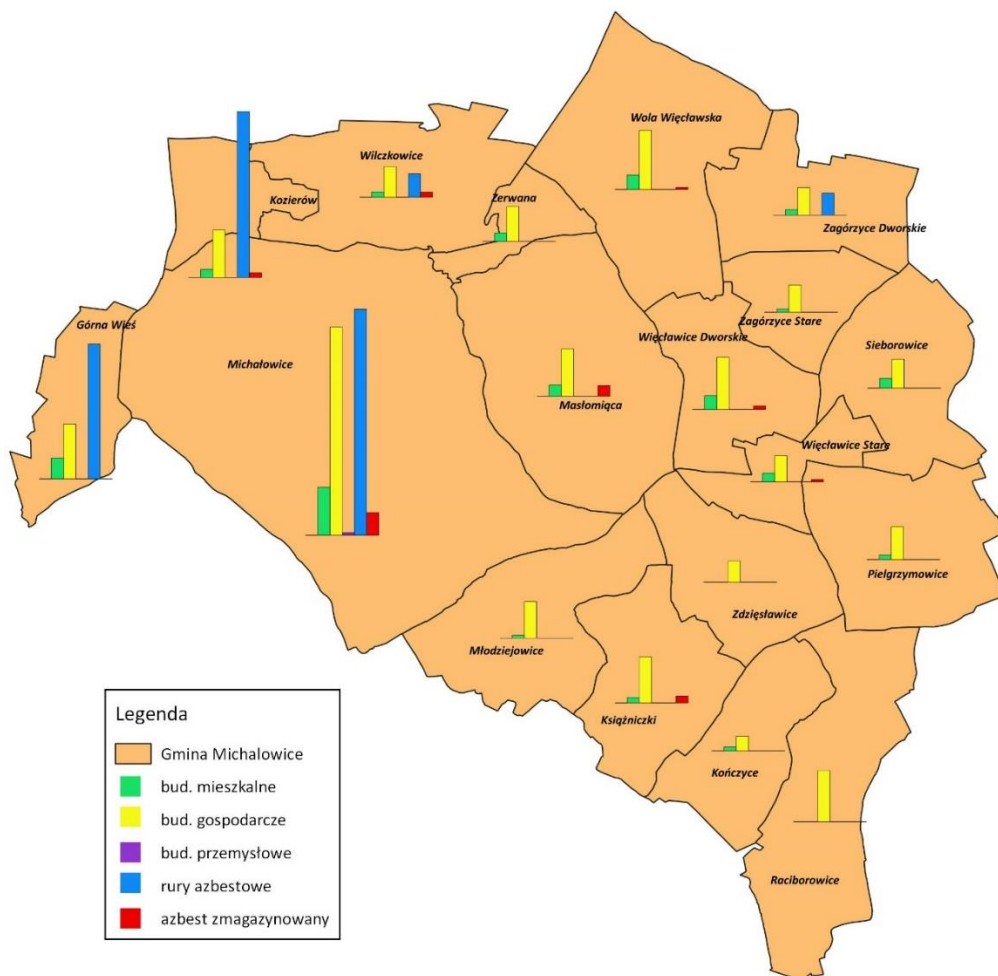 Wola Więcławska
Wilczkowice
Kozierów
Zerwana
Zagórzyce Dworskie
Górna Wieś
Zagórzyce Stare
Więcławice Dworskie
Sieborowice
Michałowice
Masłomiąca
Więcławice Stare
Pielgrzymowice
Zdzięsławice
Młodziejowice
Książniczki
Kończyce
Raciborowice
Legenda
Gmina Michalowice
bud. mieszkalne
bud. gospodarcze
bud. przemysłowe
rury azbestowe
azbest zmagazynowany